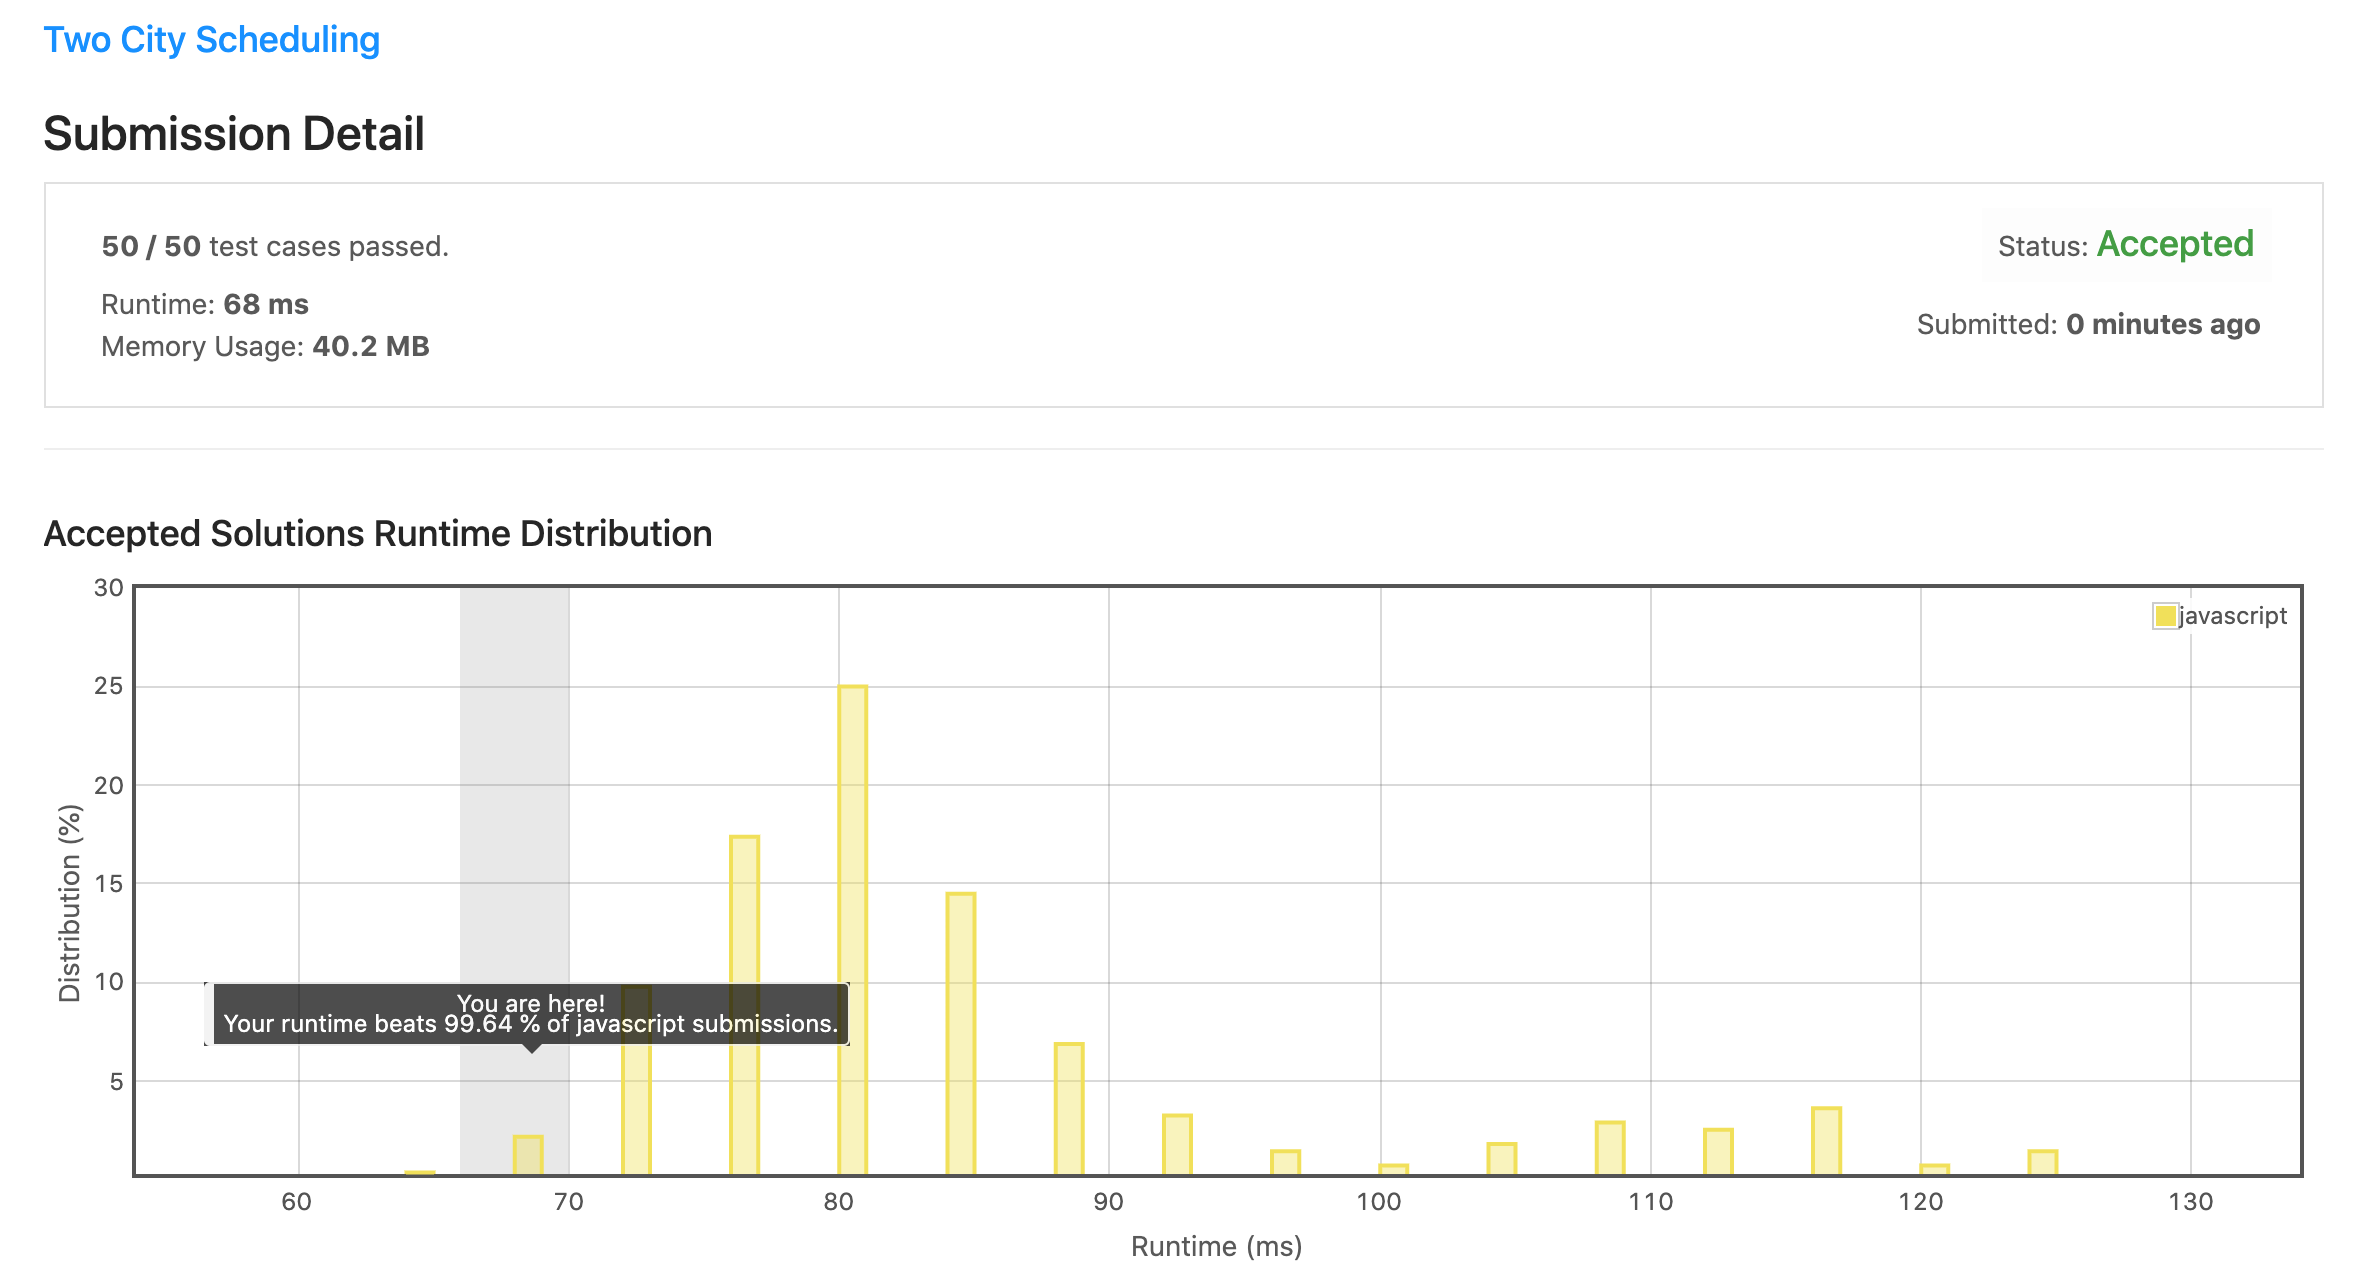 Two City Scheduling
Submission Detail
50 / 50 test cases passed.
Status: Accepted
Runtime: 68 ms
Memory Usage: 40.2 MB
Submitted: 0 minutes ago
Accepted Solutions Runtime Distribution
javascript
30
25
20
15
10
5
Distribution (%)
You are here!
Your runtime beats 99.64 % of javascript submissions.
60 70 80 90 100 110 120 130
Runtime (ms)